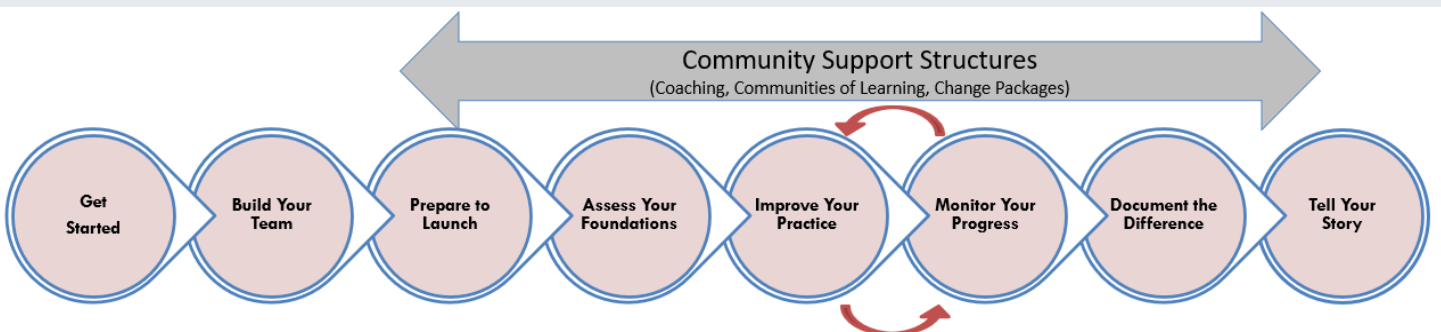 Community Support Structures
(Coaching, Communities of Learning, Change Packages)
Get
Started
Build Your
Team
Prepare to
Launch
Assess Your
Foundations
Improve Your
Practice
Monitor Your
Progress
Document the
Difference
Tell Your
Story